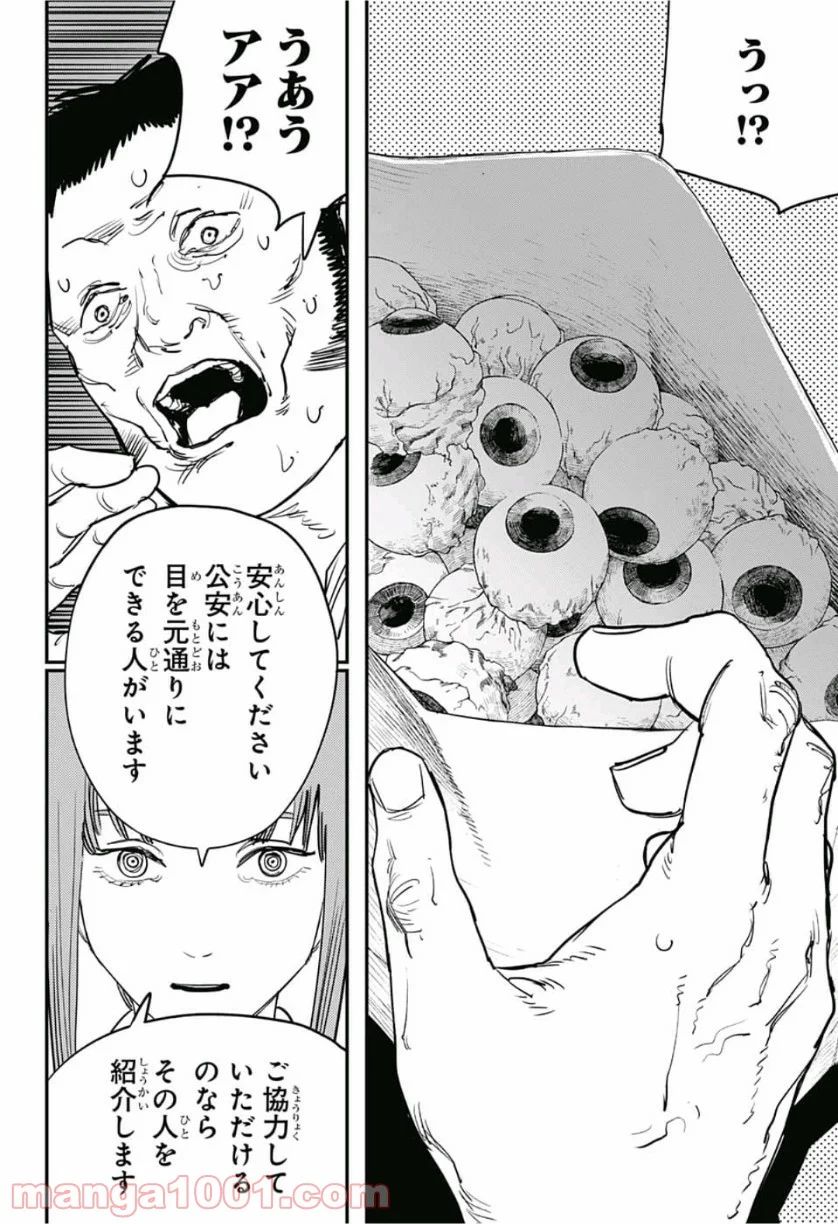 うっ!?
うあう
アア!?
安心してください
公安には
目を元通りに
できる人がいます
ご協力して
いただける
のなら
その人を
紹介します
manga1001.com